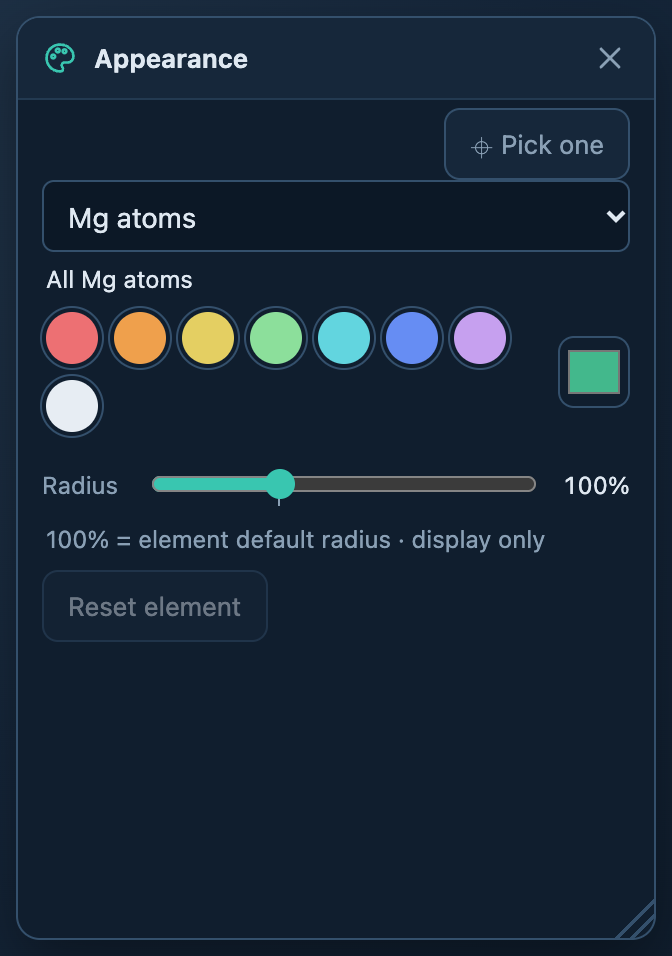 Appearance
Pick one
Mg atoms
All Mg atoms
Radius 100%
100% = element default radius · display only
Reset element